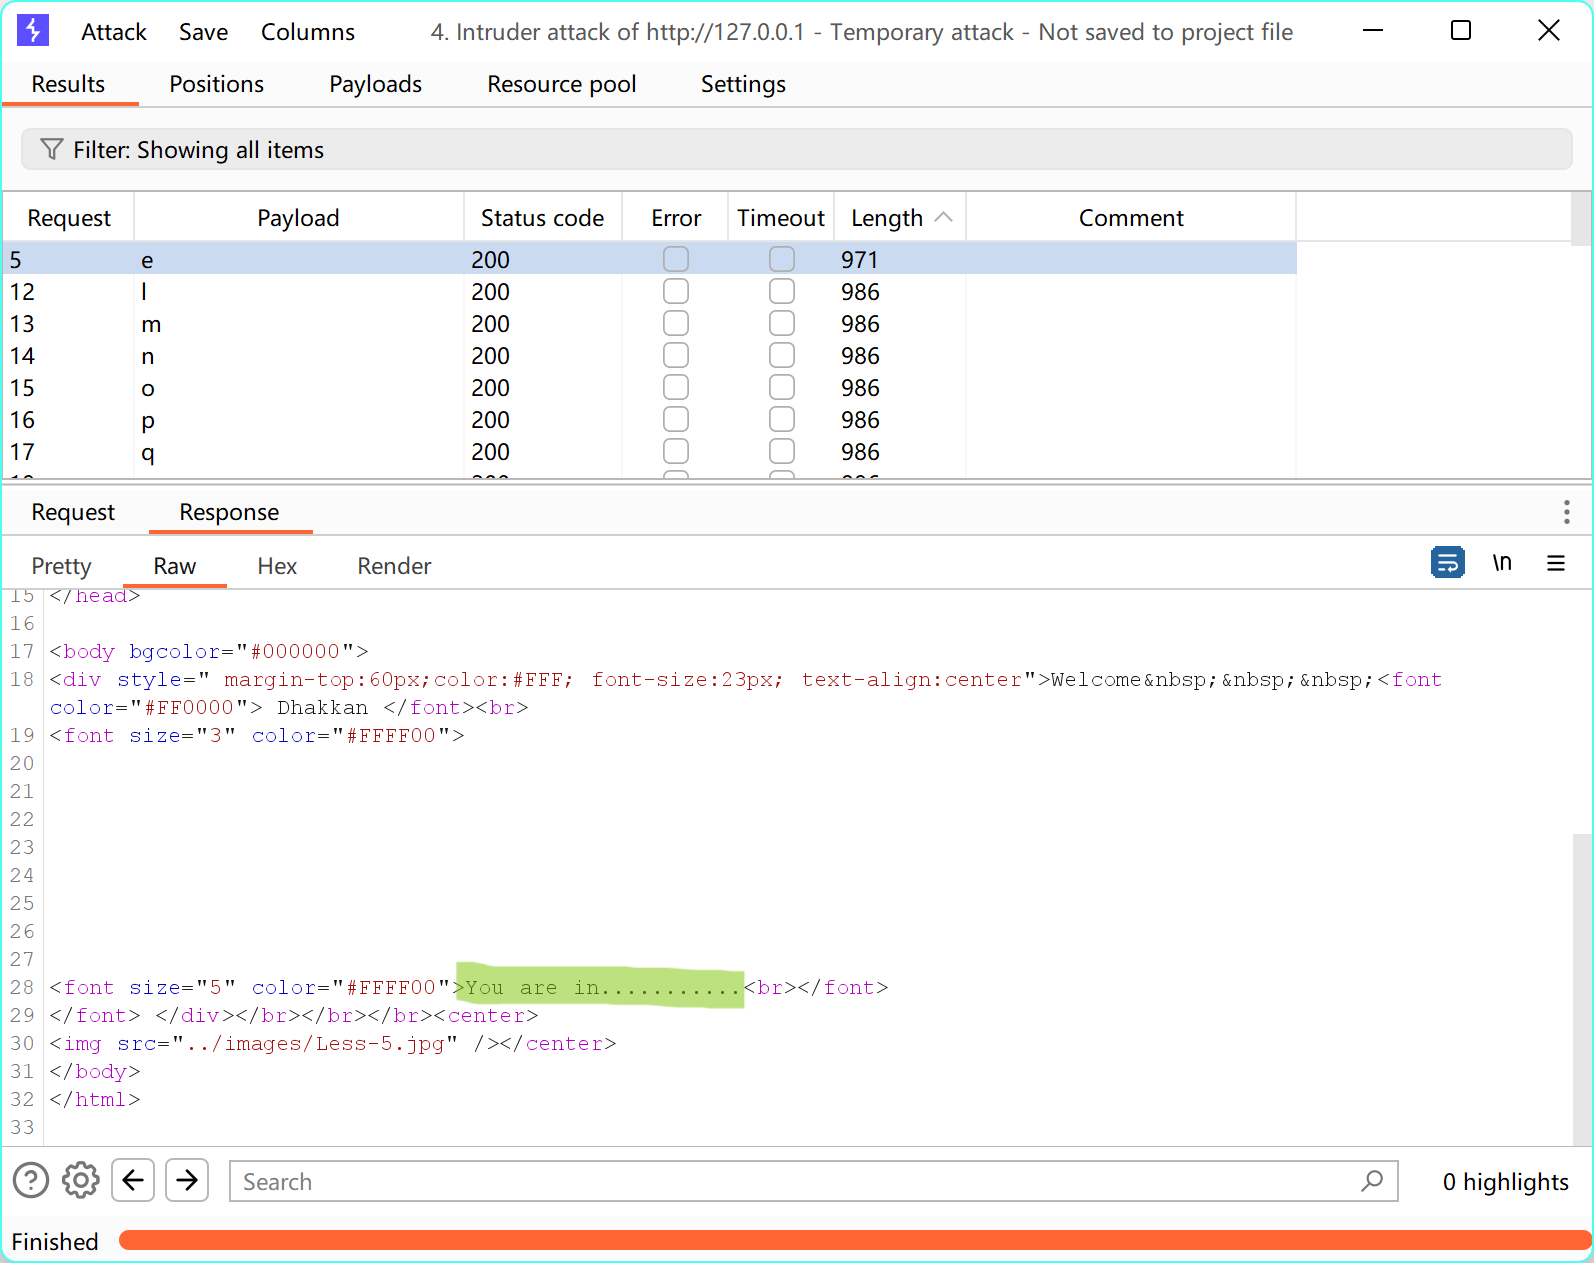 Attack Save Columns 4. Intruder attack of http://127.0.0.1 - Temporary attack - Not saved to project file
Results Positions Payloads Resource pool Settings
Filter: Showing all items
Request Payload Status code Error Timeout Length Comment
5 e 200 971
12 l 200 986
13 m 200 986
14 n 200 986
15 o 200 986
16 p 200 986
17 q 200 986
Request Response
Pretty Raw Hex Render \n
15 </head>
16
17 <body bgcolor="#000000">
18 <div style=" margin-top:60px;color:#FFF; font-size:23px; text-align:center">Welcome&nbsp;&nbsp;&nbsp;<font
color="#FF0000"> Dhakkan </font><br>
19 <font size="3" color="#FFFF00">
20
21
22
23
24
25
26
27
28 <font size="5" color="#FFFF00">You are in...........<br></font>
29 </font> </div></br></br></br><center>
30 <img src="../images/Less-5.jpg" /></center>
31 </body>
32 </html>
33
Search 0 highlights
Finished